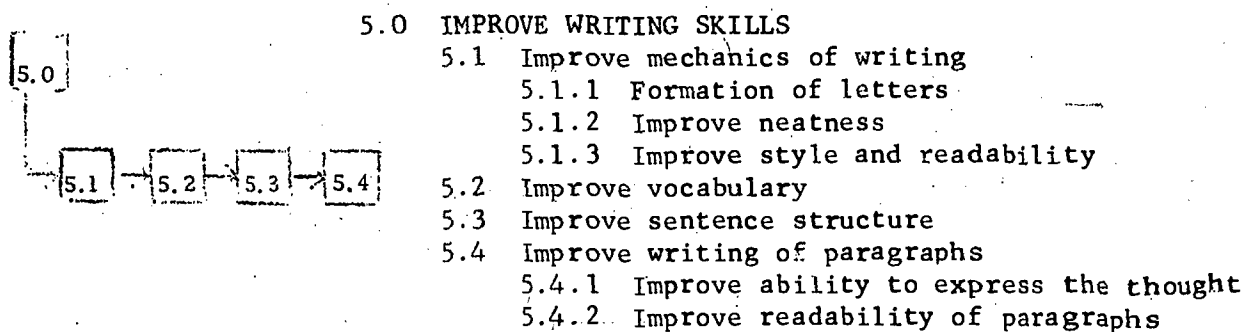 5.0 IMPROVE WRITING SKILLS
5.1 Improve mechanics of writing
5.1.1 Formation of letters
5.1.2 Improve neatness
5.1.3 Improve style and readability
5.2 Improve vocabulary
5.3 Improve sentence structure
5.4 Improve writing of paragraphs
5.4.1 Improve ability to express the thought
5.4.2 Improve readability of paragraphs
5.0
5.1 5.2 5.3 5.4